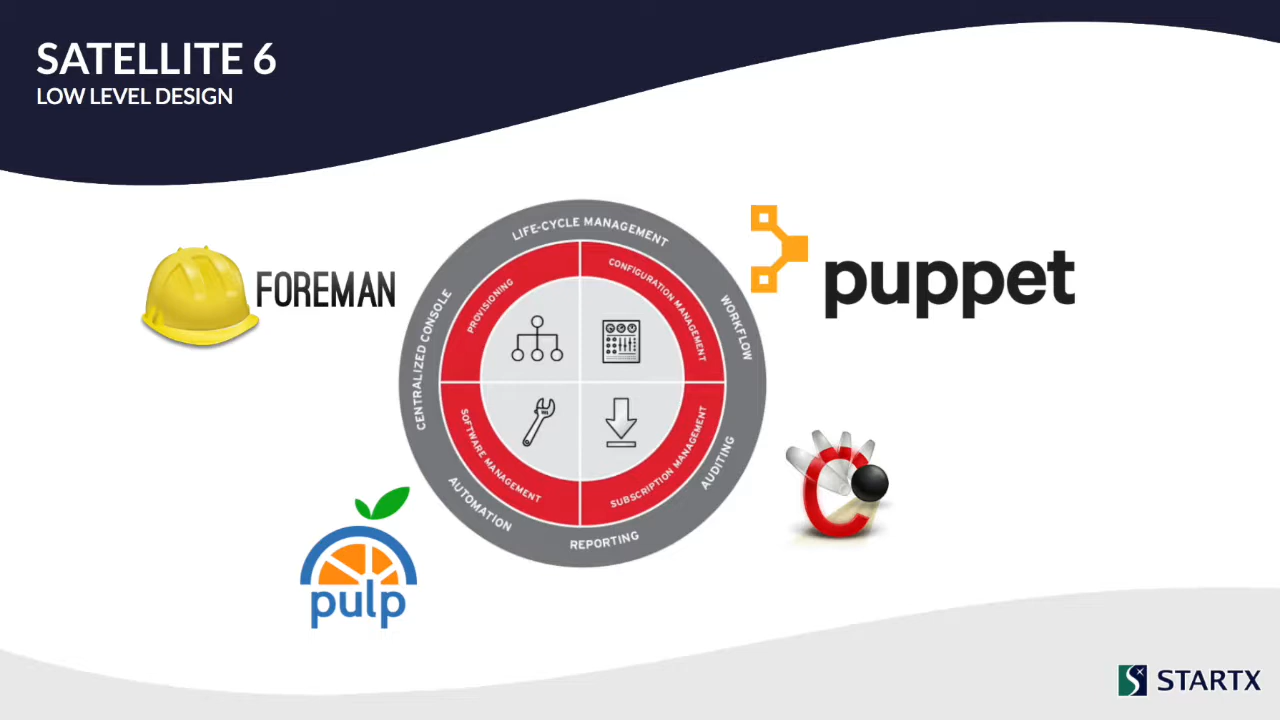 SATELLITE 6
LOW LEVEL DESIGN
FOREMAN
puppet
LIFE-CYCLE MANAGEMENT
CENTRALIZED CONSOLE
WORKFLOW
PROVISIONING
CONFIGURATION MANAGEMENT
SOFTWARE MANAGEMENT
SUBSCRIPTION MANAGEMENT
AUDITING
AUTOMATION
REPORTING
C
pulp
STARTX